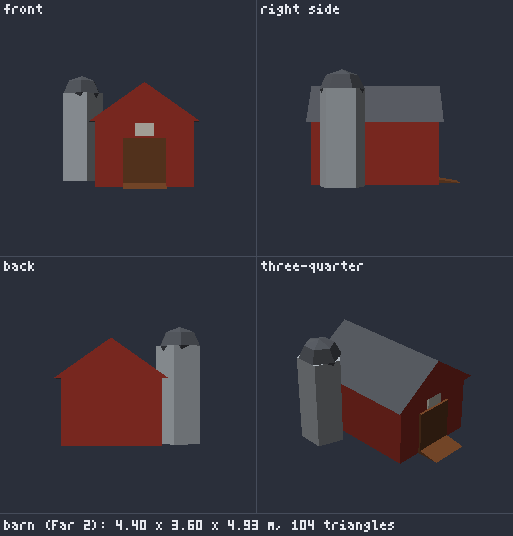 front
right side
back
three-quarter
barn (Far 2): 4.40 x 3.60 x 4.93 m, 104 triangles